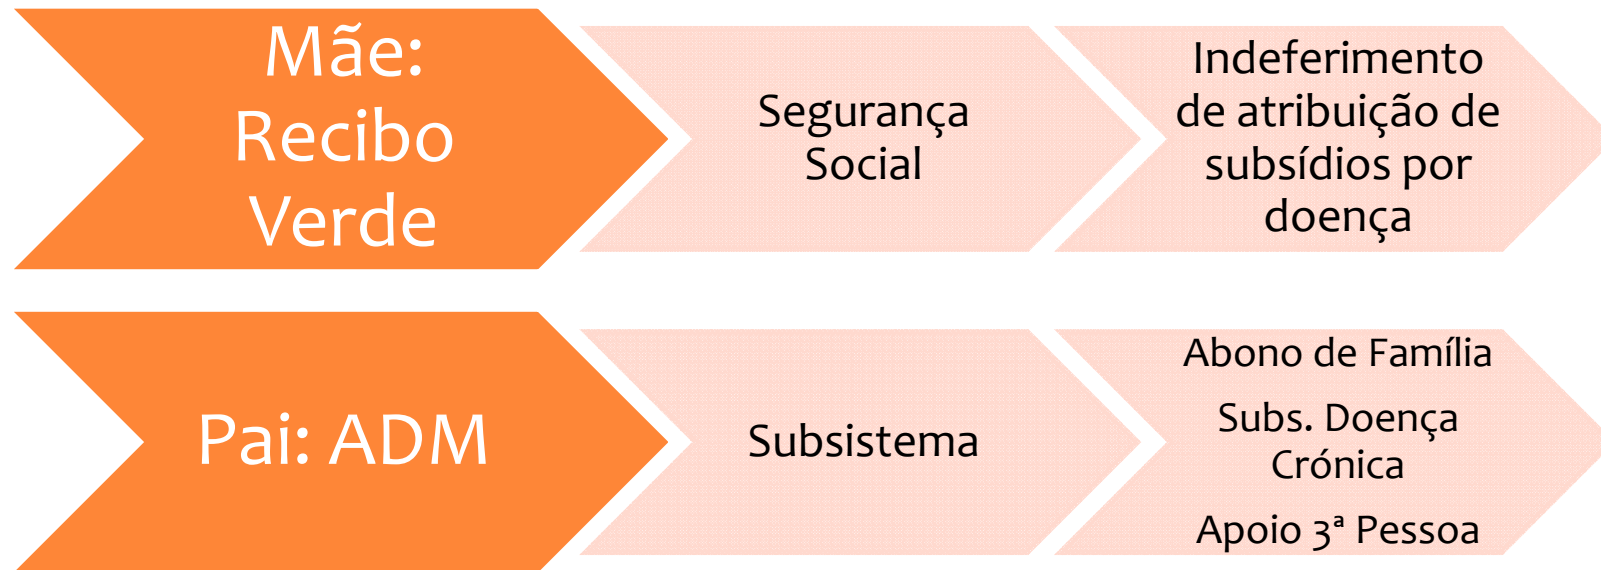 Mãe:
Recibo
Verde
Segurança
Social
Indeferimento
de atribuição de
subsídios por
doença
Pai: ADM
Subsistema
Abono de Família
Subs. Doença
Crónica
Apoio 3ª Pessoa